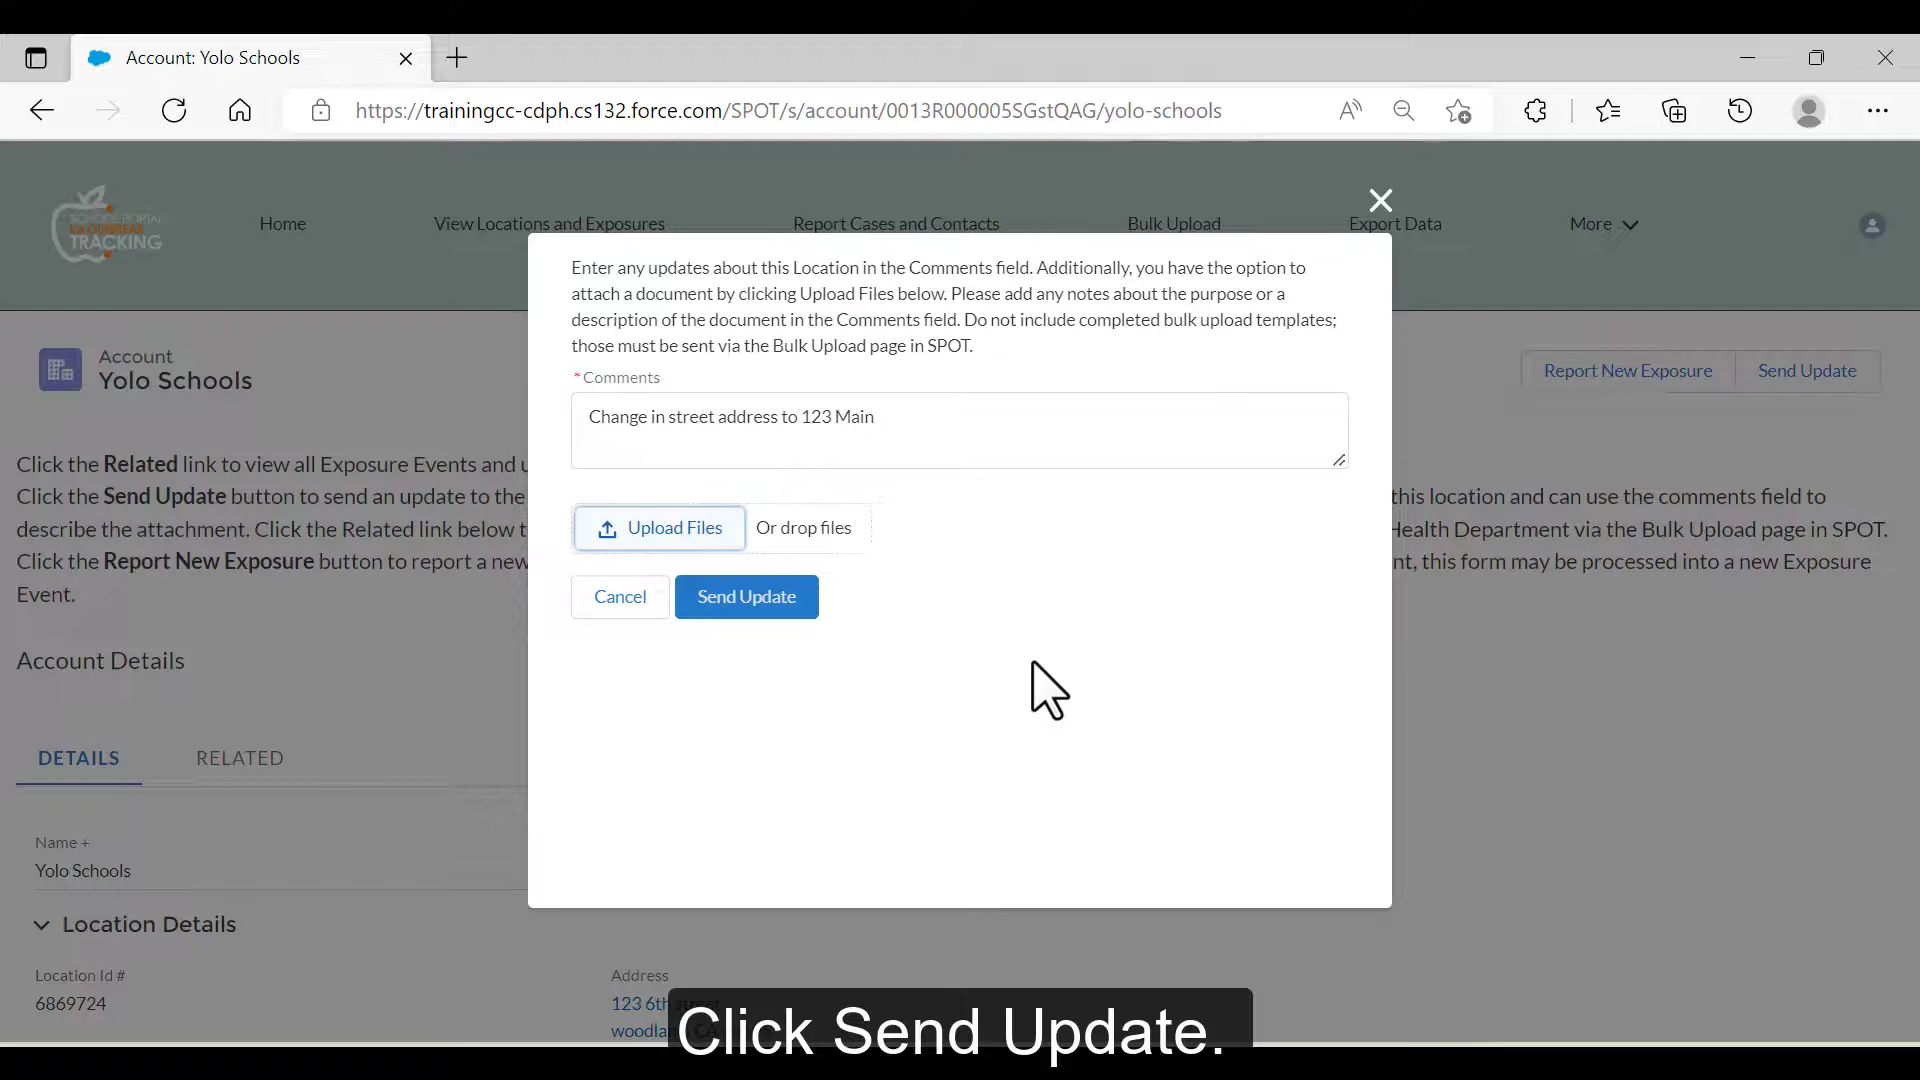 Account: Yolo Schools
https://trainingcc-cdph.cs132.force.com/SPOT/s/account/0013R000005SGstQAG/yolo-schools
SCHOOL PORTAL
for OUTBREAK
TRACKING
Home
View Locations and Exposures
Report Cases and Contacts
Bulk Upload
Export Data
More
Enter any updates about this Location in the Comments field. Additionally, you have the option to
attach a document by clicking Upload Files below. Please add any notes about the purpose or a
description of the document in the Comments field. Do not include completed bulk upload templates;
those must be sent via the Bulk Upload page in SPOT.
*Comments
Change in street address to 123 Main
Upload Files
Or drop files
Cancel
Send Update
Account
Yolo Schools
Report New Exposure
Send Update
Click the Related link to view all Exposure Events and
Click the Send Update button to send an update to the
this location and can use the comments field to
describe the attachment. Click the Related link below
Health Department via the Bulk Upload page in SPOT.
Click the Report New Exposure button to report a new
this form may be processed into a new Exposure
Event.
Account Details
DETAILS
RELATED
Name +
Yolo Schools
Location Details
Location Id #
6869724
Address
123 6th
Click Send Update.